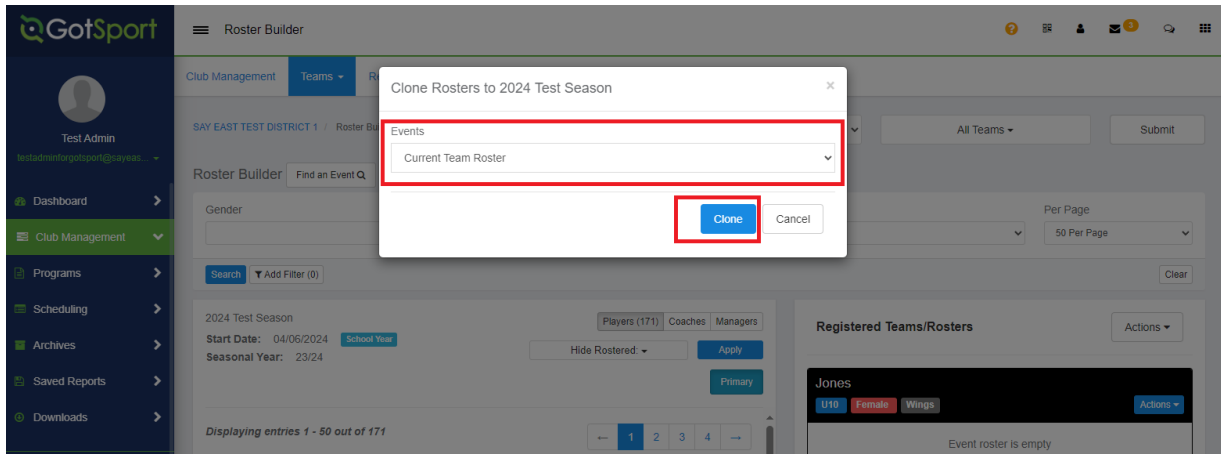 GotSport
Roster Builder
3
Test Admin
testadminforgotsport@sayeas...
Dashboard
Club Management
Programs
Scheduling
Archives
Saved Reports
Downloads
Club Management
Teams
SAY EAST TEST DISTRICT 1 / Roster Bu
All Teams
Submit
Clone Rosters to 2024 Test Season
×
Events
Current Team Roster
Clone
Cancel
Roster Builder
Find an Event
Gender
Per Page
50 Per Page
Search
Add Filter (0)
Clear
2024 Test Season
Start Date: 04/06/2024 School Year
Seasonal Year: 23/24
Players (171) Coaches Managers
Hide Rostered:
Apply
Primary
Displaying entries 1 - 50 out of 171
← 1 2 3 4 →
Registered Teams/Rosters
Actions
Jones
U10 Female Wings
Actions
Event roster is empty